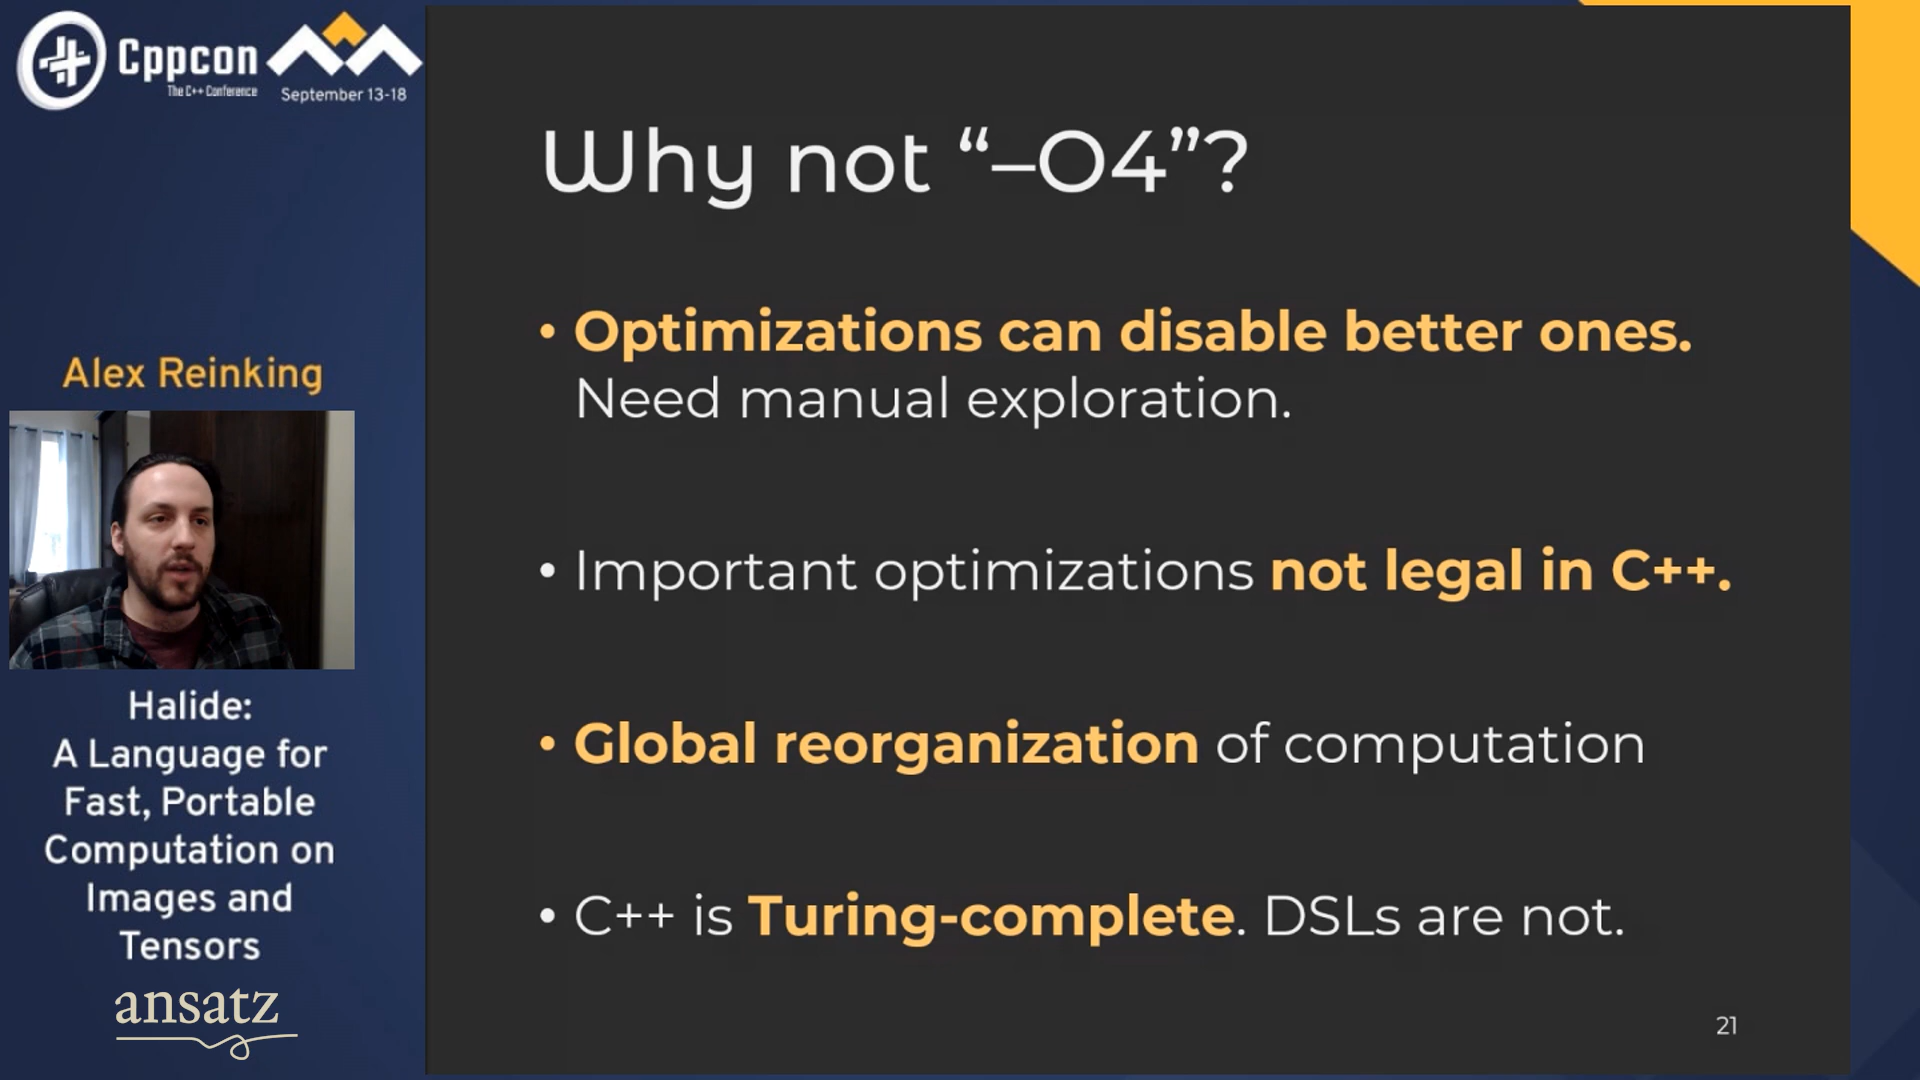 Cppcon
The C++ Conference
September 13-18
Alex Reinking
Halide:
A Language for
Fast, Portable
Computation on
Images and
Tensors
ansatz
Why not “–O4”?
• Optimizations can disable better ones.
Need manual exploration.
• Important optimizations not legal in C++.
• Global reorganization of computation
• C++ is Turing-complete. DSLs are not.
21